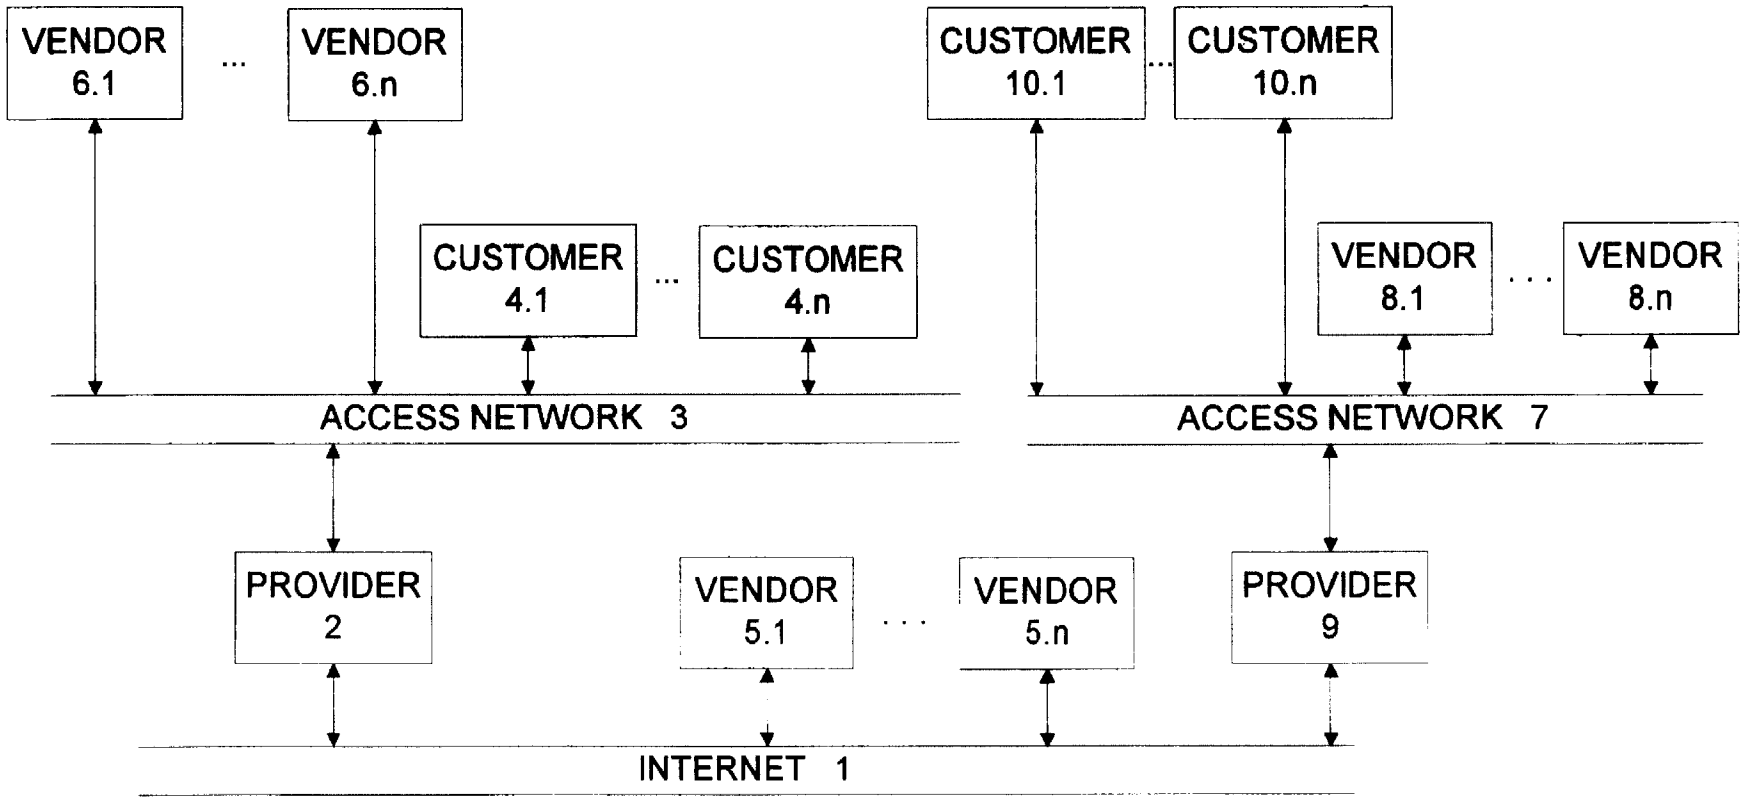 VENDOR
6.1
...
VENDOR
6.n
CUSTOMER
10.1
...
CUSTOMER
10.n
CUSTOMER
4.1
...
CUSTOMER
4.n
VENDOR
8.1
. . .
VENDOR
8.n
ACCESS NETWORK 3
ACCESS NETWORK 7
PROVIDER
2
VENDOR
5.1
. . .
VENDOR
5.n
PROVIDER
9
INTERNET 1